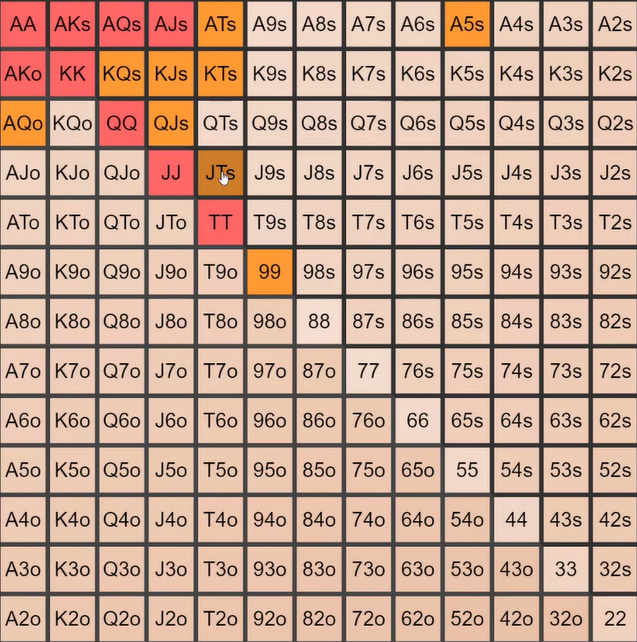 AA AKs AQs AJs ATs A9s A8s A7s A6s A5s A4s A3s A2s
AKo KK KQs KJs KTs K9s K8s K7s K6s K5s K4s K3s K2s
AQo KQo QQ QJs QTs Q9s Q8s Q7s Q6s Q5s Q4s Q3s Q2s
AJo KJo QJo JJ JTs J9s J8s J7s J6s J5s J4s J3s J2s
ATo KTo QTo JTo TT T9s T8s T7s T6s T5s T4s T3s T2s
A9o K9o Q9o J9o T9o 99 98s 97s 96s 95s 94s 93s 92s
A8o K8o Q8o J8o T8o 98o 88 87s 86s 85s 84s 83s 82s
A7o K7o Q7o J7o T7o 97o 87o 77 76s 75s 74s 73s 72s
A6o K6o Q6o J6o T6o 96o 86o 76o 66 65s 64s 63s 62s
A5o K5o Q5o J5o T5o 95o 85o 75o 65o 55 54s 53s 52s
A4o K4o Q4o J4o T4o 94o 84o 74o 64o 54o 44 43s 42s
A3o K3o Q3o J3o T3o 93o 83o 73o 63o 53o 43o 33 32s
A2o K2o Q2o J2o T2o 92o 82o 72o 62o 52o 42o 32o 22